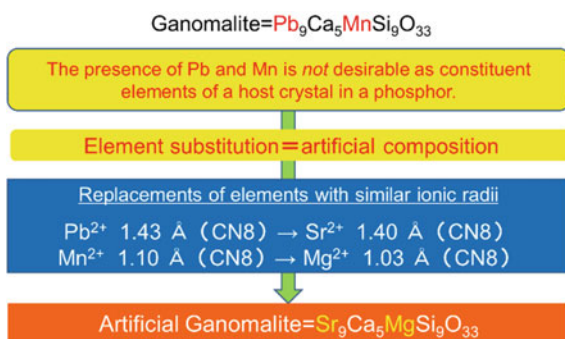 Ganomalite=Pb₉Ca₅MnSi₉O₃₃
The presence of Pb and Mn is not desirable as constituent
elements of a host crystal in a phosphor.
Element substitution＝artificial composition
Replacements of elements with similar ionic radii
Pb²⁺ 1.43 Å（CN8）→ Sr²⁺ 1.40 Å（CN8）
Mn²⁺ 1.10 Å（CN8）→ Mg²⁺ 1.03 Å（CN8）
Artificial Ganomalite=Sr₉Ca₅MgSi₉O₃₃